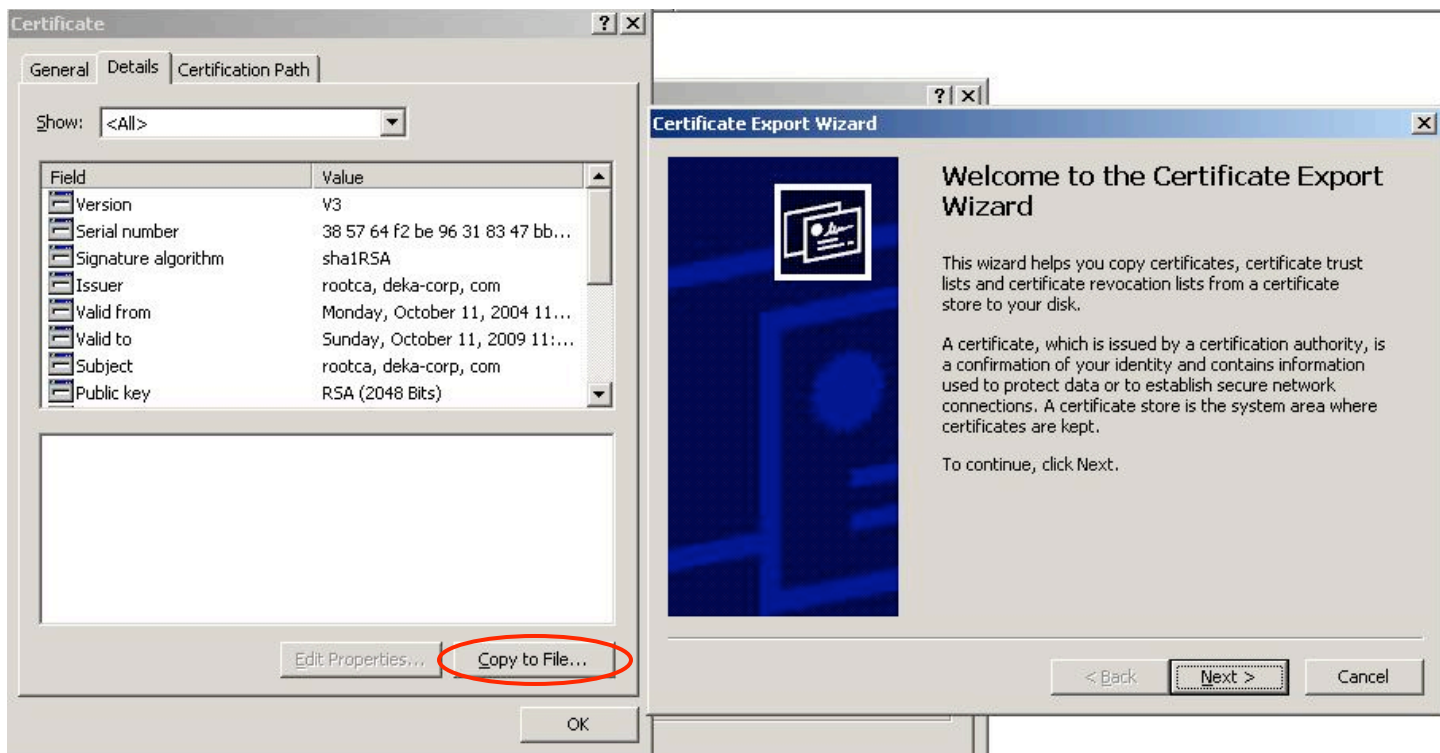 Certificate
General Details Certification Path
Show: <All>
Field Value
Version V3
Serial number 38 57 64 f2 be 96 31 83 47 bb...
Signature algorithm sha1RSA
Issuer rootca, deka-corp, com
Valid from Monday, October 11, 2004 11...
Valid to Sunday, October 11, 2009 11:...
Subject rootca, deka-corp, com
Public key RSA (2048 Bits)
Edit Properties... Copy to File...
OK
Certificate Export Wizard
Welcome to the Certificate Export
Wizard
This wizard helps you copy certificates, certificate trust
lists and certificate revocation lists from a certificate
store to your disk.
A certificate, which is issued by a certification authority, is
a confirmation of your identity and contains information
used to protect data or to establish secure network
connections. A certificate store is the system area where
certificates are kept.
To continue, click Next.
< Back Next > Cancel